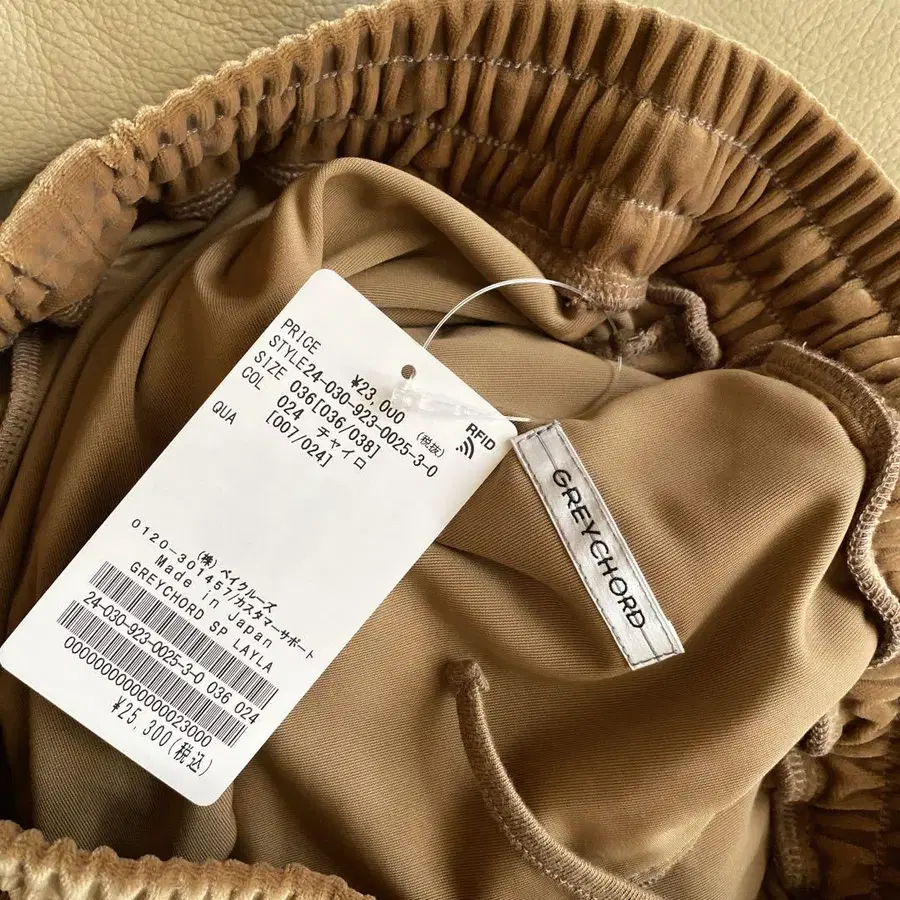 PRICE ¥23,000 (税抜)
STYLE24-030-923-0025-3-0
SIZE 036[036/038]
COL 024 チャイロ
[007/024]
QUA
RFID
(株) ベイクルーズ
0120-301457/カスタマーサポート
Made in Japan
GREYCHORD SP LAYLA
24-030-923-0025-3-0 036 024
0000000000000023000
¥25,300(税込)
GREYCHORD